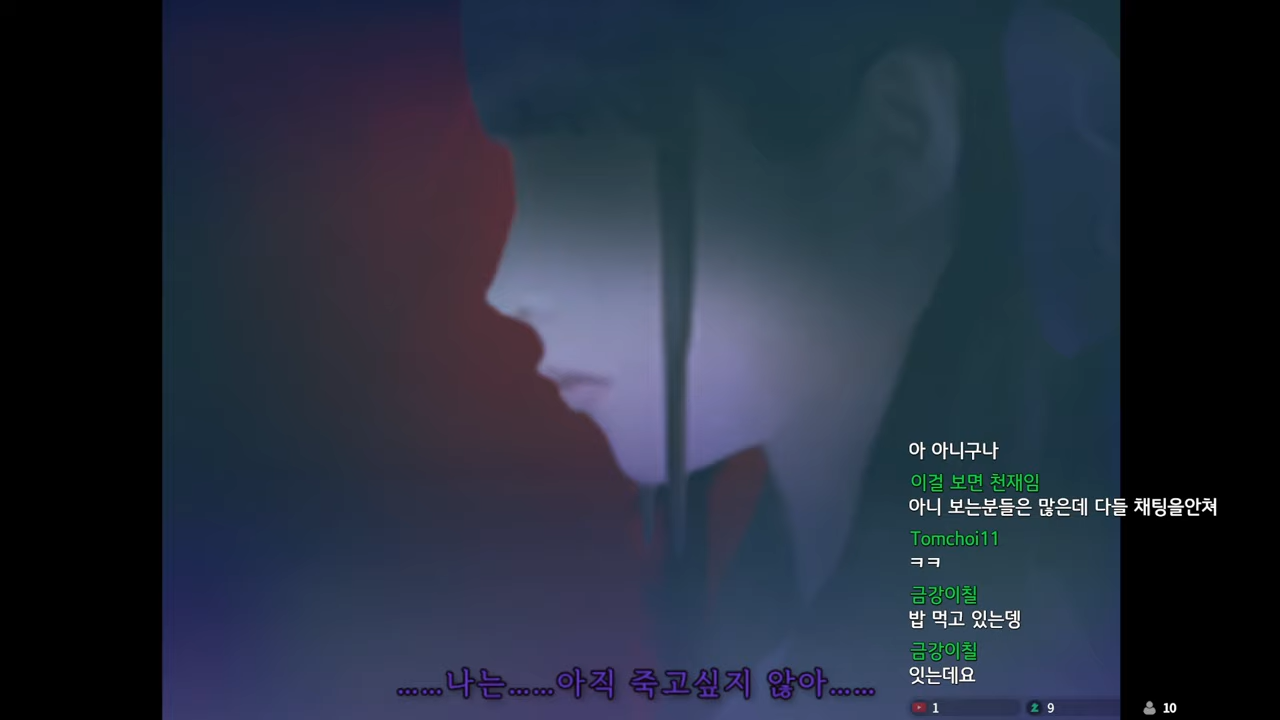 아 아니구나
이걸 보면 천재임
아니 보는분들은 많은데 다들 채팅을안쳐
Tomchoi11
ㅋㅋ
금강이칠
밥 먹고 있는뎅
금강이칠
잇는데요
……나는……아직 죽고싶지 않아……
1 9 10